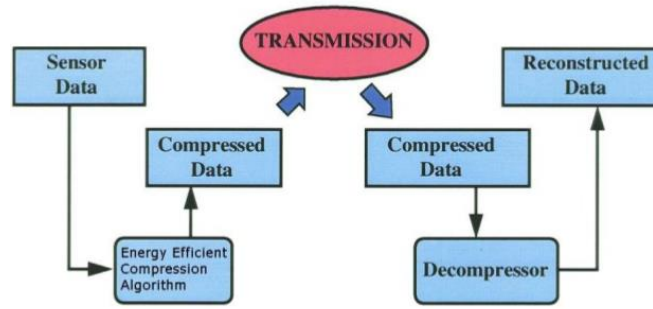 TRANSMISSION
Sensor
Data
Reconstructed
Data
Compressed
Data
Compressed
Data
Energy Efficient
Compression
Algorithm
Decompressor